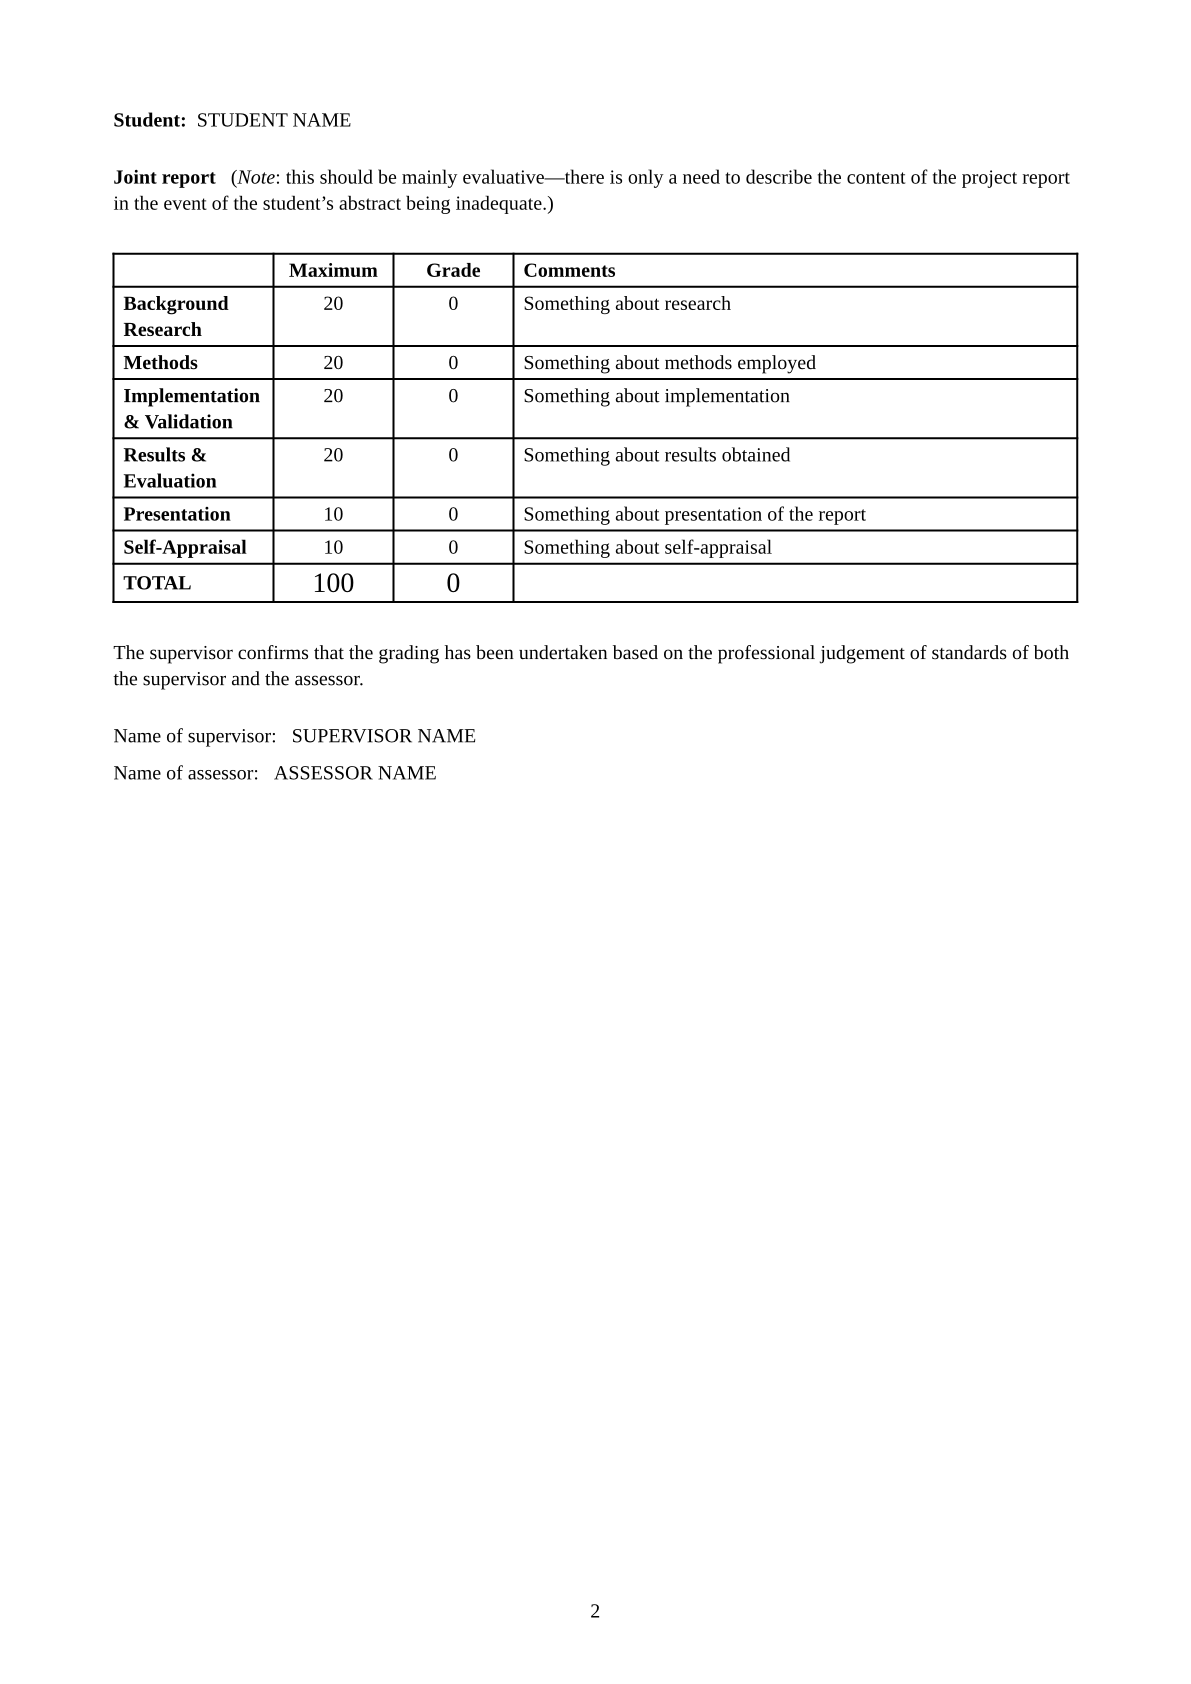 Student: STUDENT NAME
Joint report (Note: this should be mainly evaluative—there is only a need to describe the content of the project report
in the event of the student’s abstract being inadequate.)
Maximum Grade Comments
Background 20 0 Something about research
Research
Methods 20 0 Something about methods employed
Implementation 20 0 Something about implementation
& Validation
Results & 20 0 Something about results obtained
Evaluation
Presentation 10 0 Something about presentation of the report
Self-Appraisal 10 0 Something about self-appraisal
TOTAL 100 0
The supervisor confirms that the grading has been undertaken based on the professional judgement of standards of both
the supervisor and the assessor.
Name of supervisor: SUPERVISOR NAME
Name of assessor: ASSESSOR NAME
2